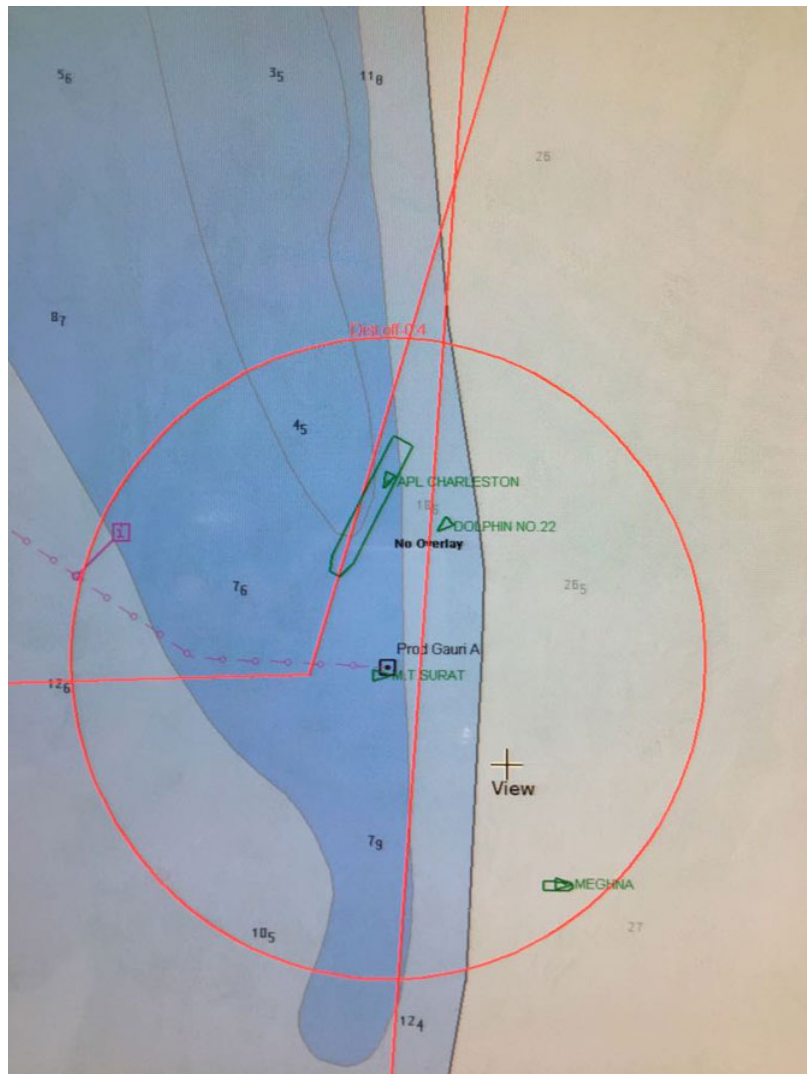 5₆
3₅
11₈
26
8₇
Dist off 0.4
4₅
APL CHARLESTON
DOLPHIN NO.22
1
No Overlay
7₆
26₅
Prod Gauri A
M.T SURAT
12₆
View
7₉
MEGHNA
10₅
27
12₄